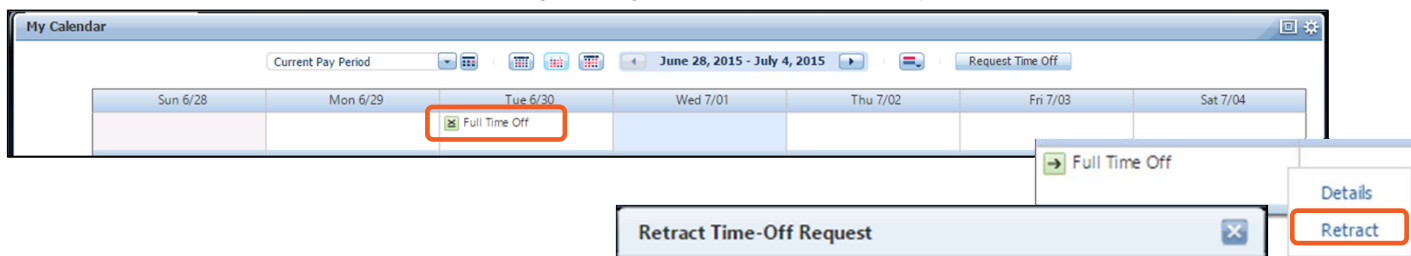 My Calendar
Current Pay Period
June 28, 2015 - July 4, 2015
Request Time Off
Sun 6/28 Mon 6/29 Tue 6/30 Wed 7/01 Thu 7/02 Fri 7/03 Sat 7/04
Full Time Off
Full Time Off
Details
Retract Time-Off Request
Retract